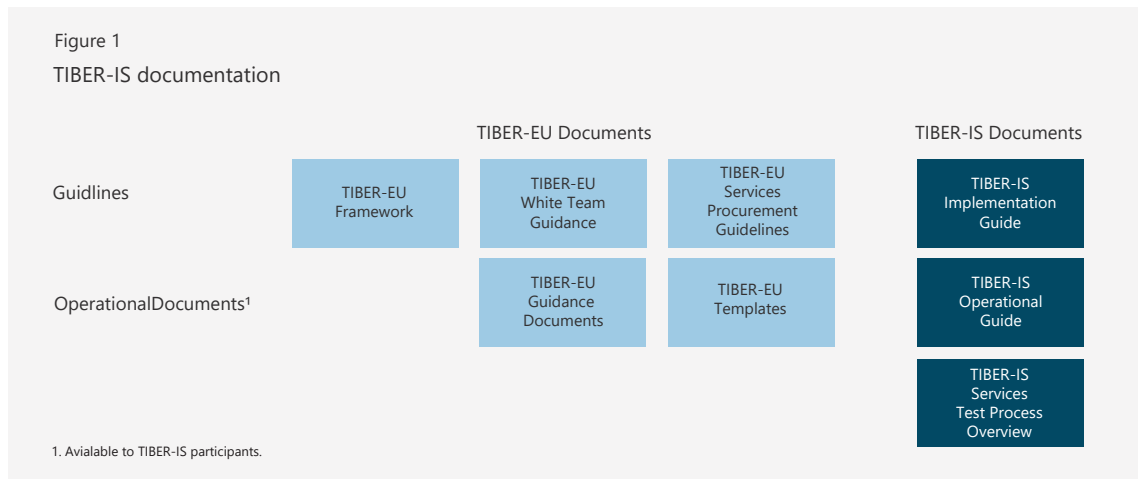 Figure 1
TIBER-IS documentation
TIBER-EU Documents
TIBER-IS Documents
Guidlines
TIBER-EU
Framework
TIBER-EU
White Team
Guidance
TIBER-EU
Services
Procurement
Guidelines
TIBER-IS
Implementation
Guide
OperationalDocuments¹
TIBER-EU
Guidance
Documents
TIBER-EU
Templates
TIBER-IS
Operational
Guide
TIBER-IS
Services
Test Process
Overview
1. Avialable to TIBER-IS participants.